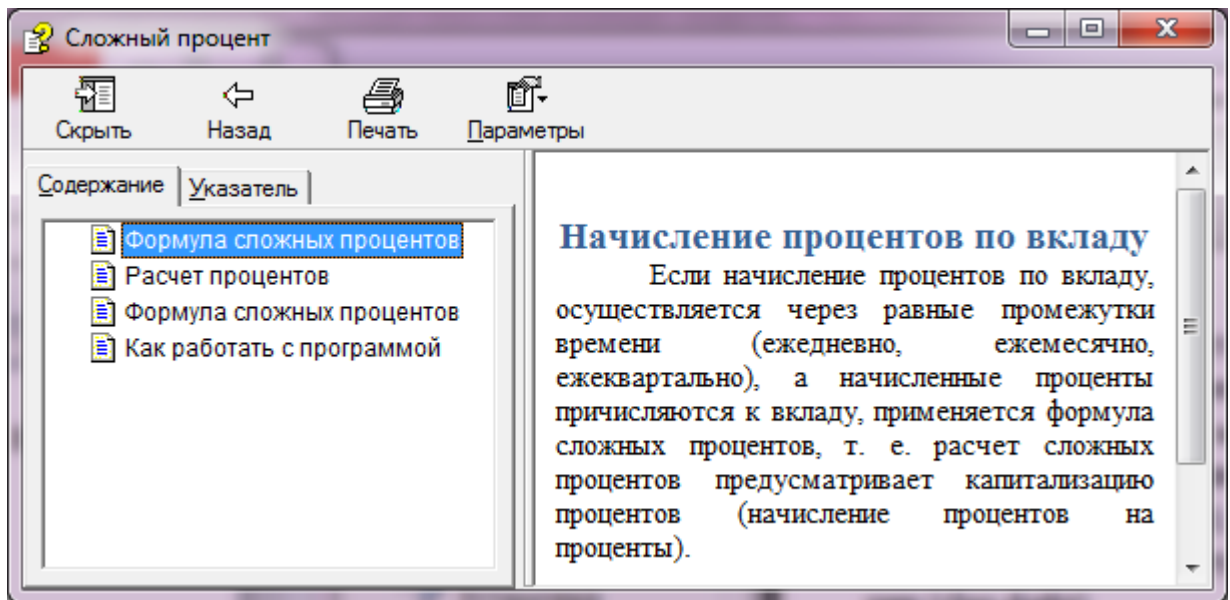 Сложный процент
Скрыть Назад Печать Параметры
Содержание Указатель
Формула сложных процентов
Расчет процентов
Формула сложных процентов
Как работать с программой
Начисление процентов по вкладу
Если начисление процентов по вкладу,
осуществляется через равные промежутки
времени (ежедневно, ежемесячно,
ежеквартально), а начисленные проценты
причисляются к вкладу, применяется формула
сложных процентов, т. е. расчет сложных
процентов предусматривает капитализацию
процентов (начисление процентов на
проценты).